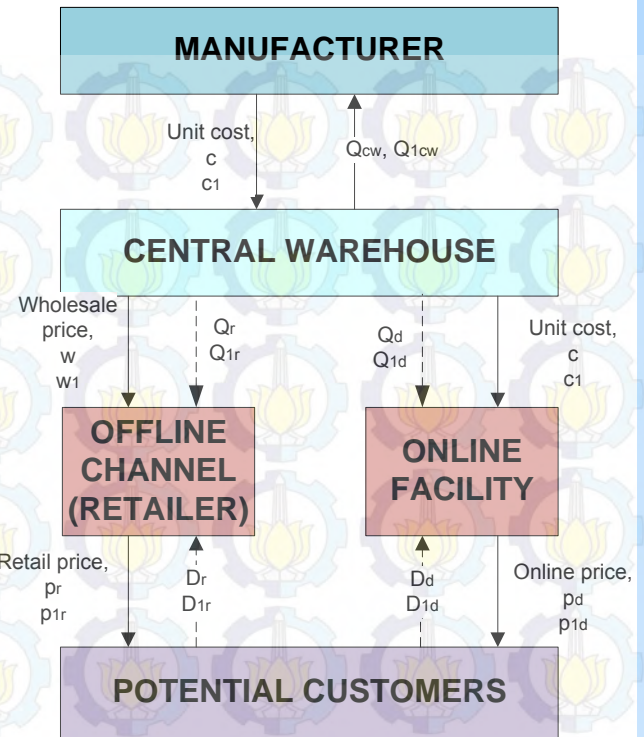 MANUFACTURER
Unit cost,
c
c1
Qcw, Q1cw
CENTRAL WAREHOUSE
Wholesale
price,
w
w1
Qr
Q1r
Qd
Q1d
Unit cost,
c
c1
OFFLINE
CHANNEL
(RETAILER)
ONLINE
FACILITY
Retail price,
pr
p1r
Dr
D1r
Dd
D1d
Online price,
pd
p1d
POTENTIAL CUSTOMERS